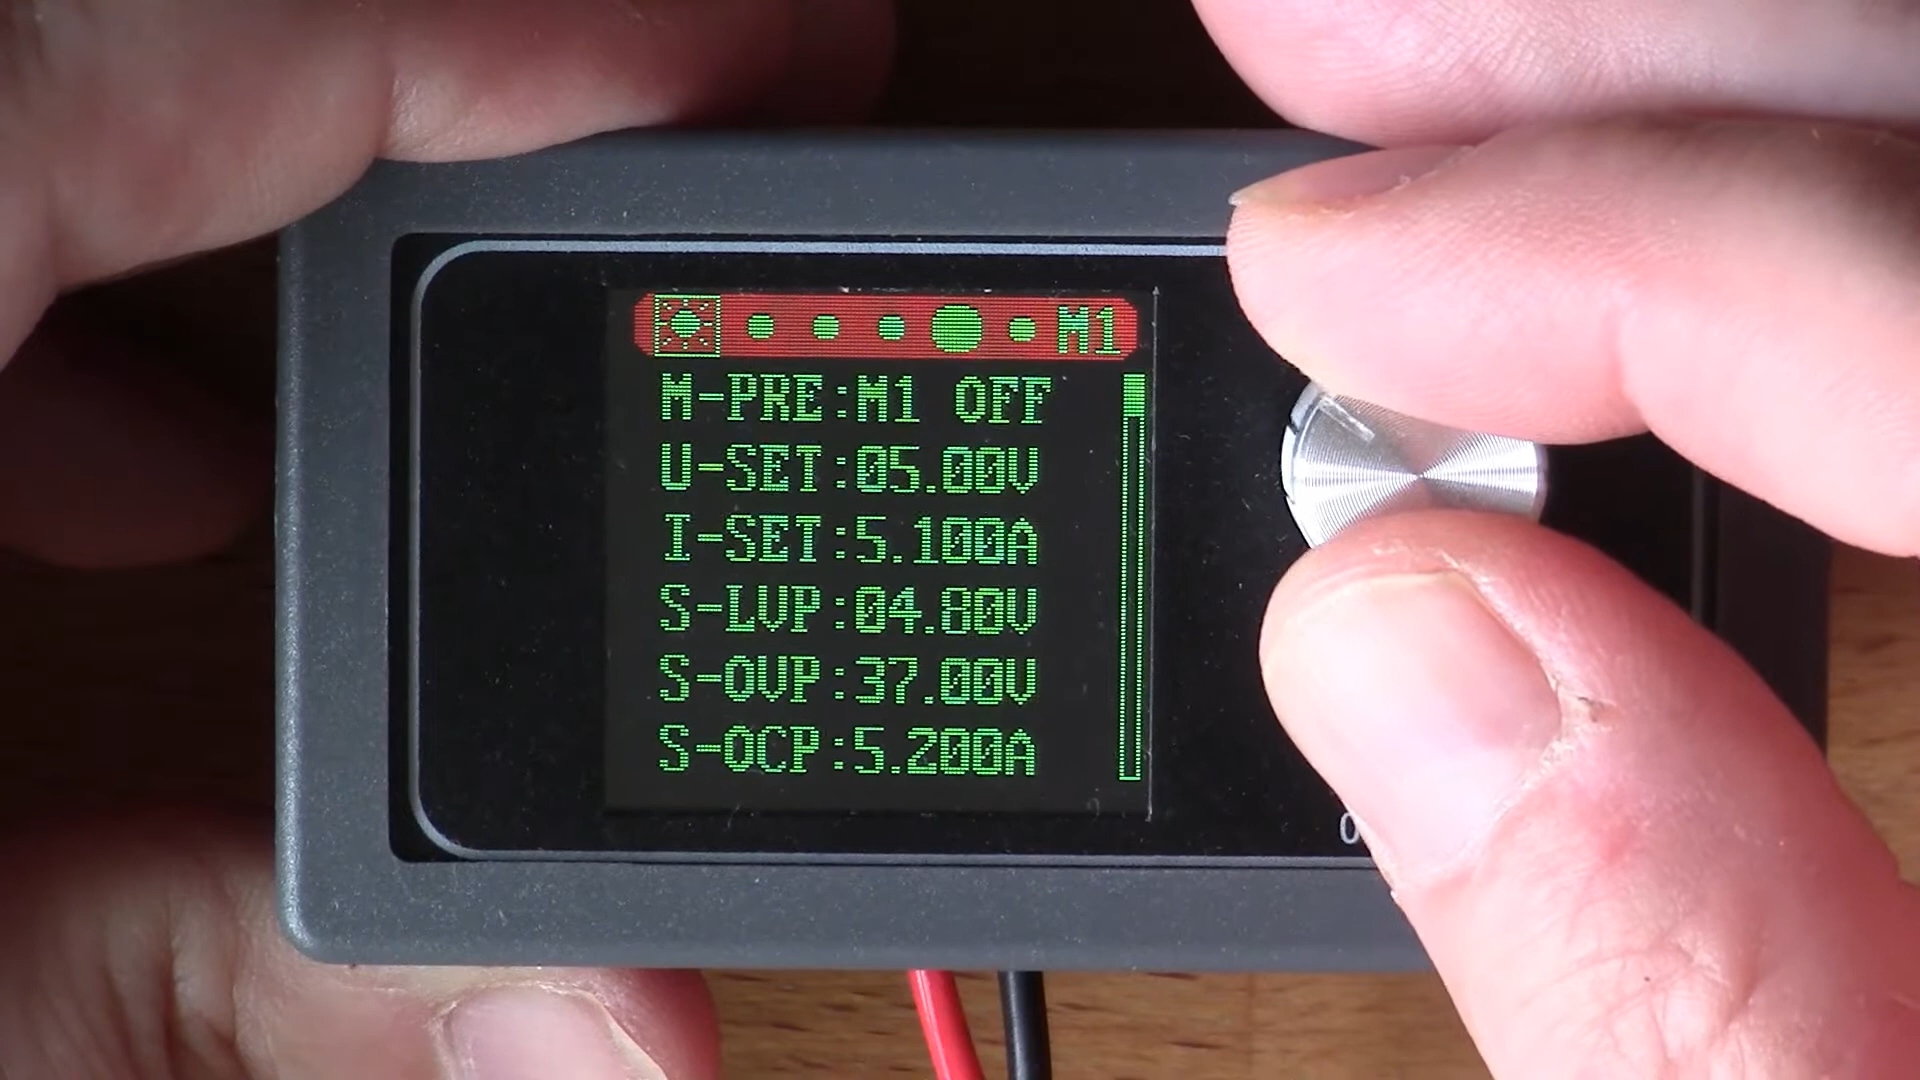 M1
M-PRE:M1 OFF
U-SET:05.00V
I-SET:5.100A
S-LVP:04.80V
S-OVP:37.00V
S-OCP:5.200A